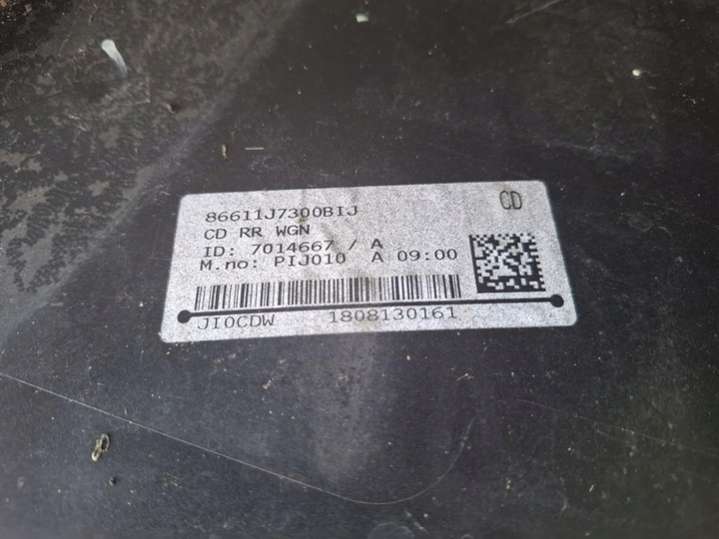 86611J7300BIJ
CD
CD RR WGN
ID: 7014667 / A
M.no: PIJ010 A 09:00
JI0CDW 1808130161